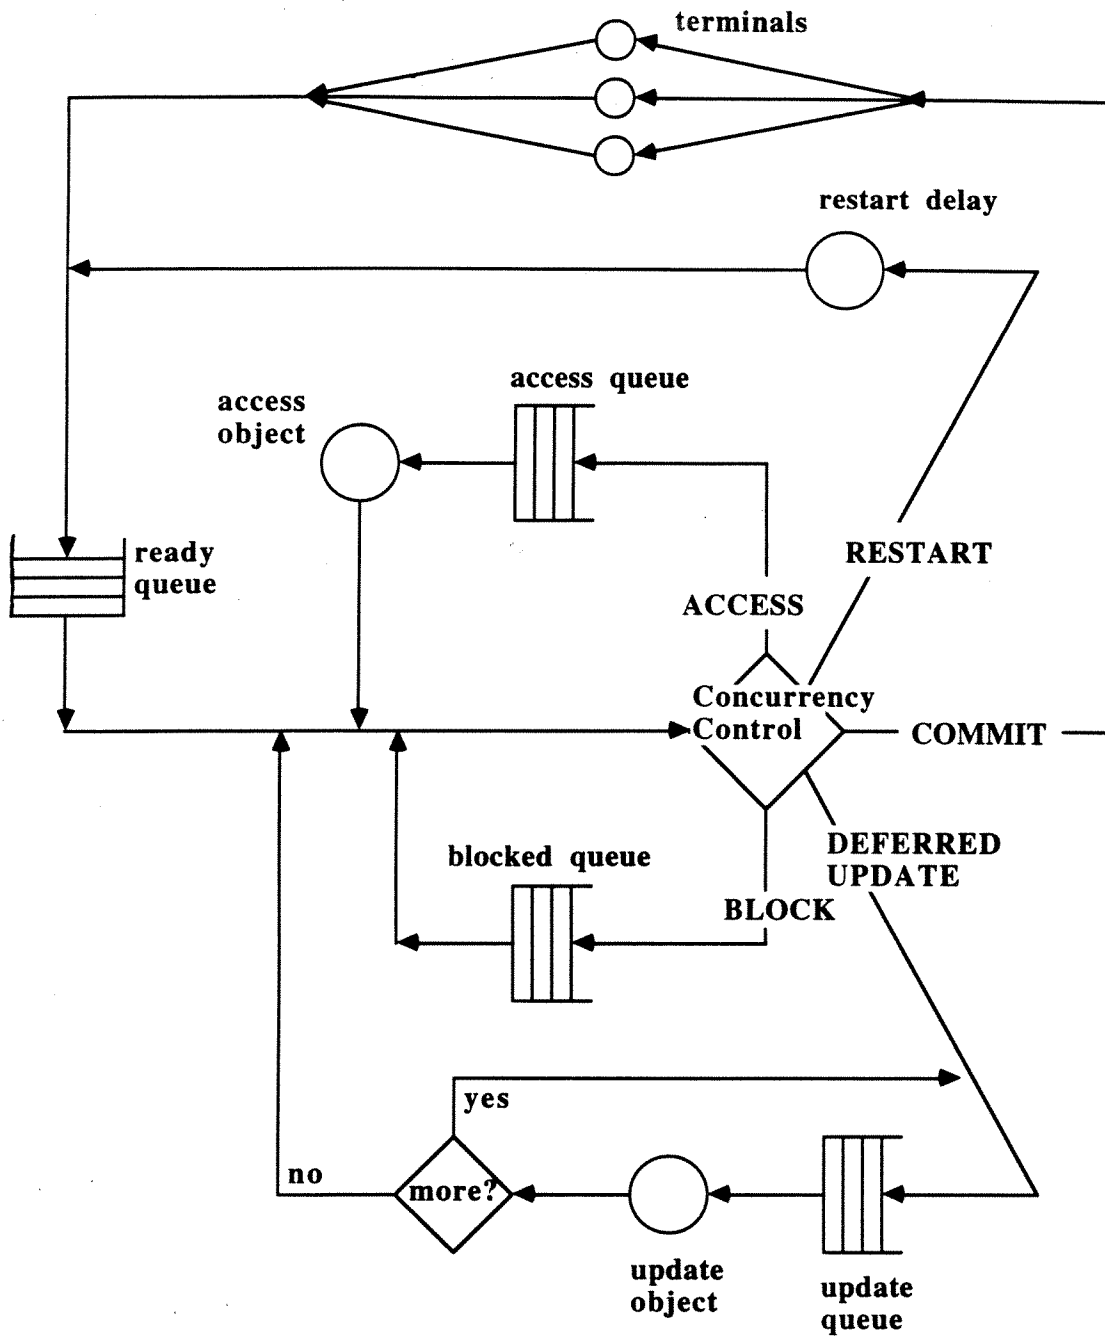 terminals
restart delay
access queue
access
object
ready
queue
RESTART
ACCESS
Concurrency
Control
COMMIT
DEFERRED
UPDATE
blocked queue
BLOCK
yes
no
more?
update
object
update
queue